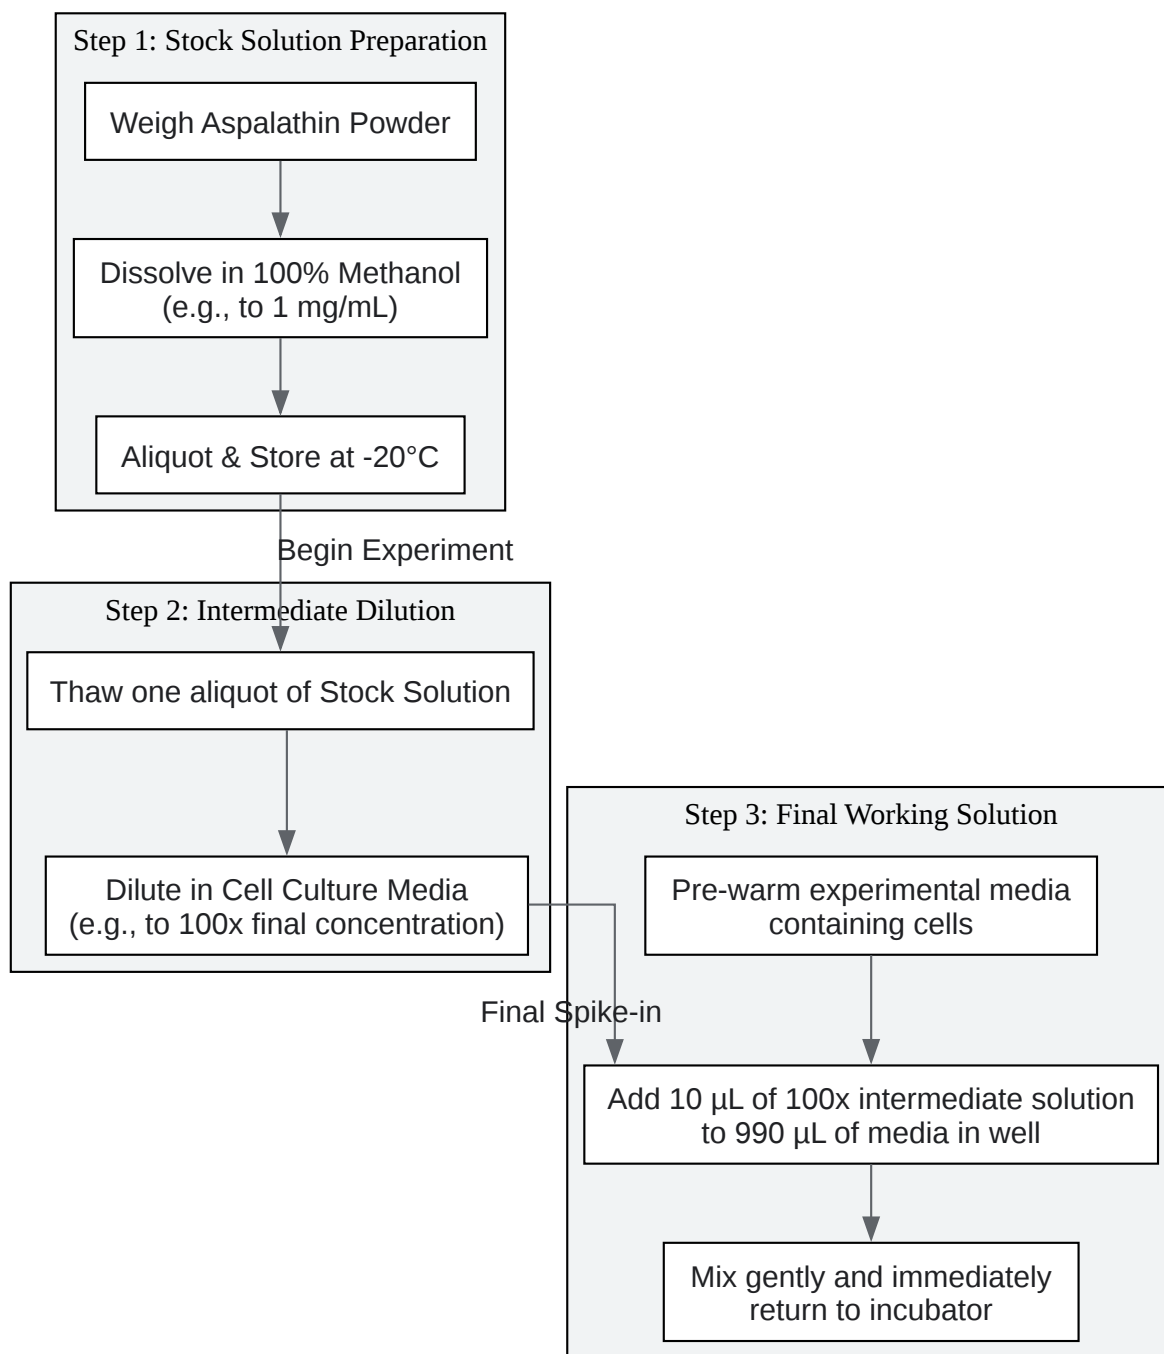 Step 1: Stock Solution Preparation
Weigh Aspalathin Powder
Dissolve in 100% Methanol
(e.g., to 1 mg/mL)
Aliquot & Store at -20°C
Begin Experiment
Step 2: Intermediate Dilution
Thaw one aliquot of Stock Solution
Dilute in Cell Culture Media
(e.g., to 100x final concentration)
Final Spike-in
Step 3: Final Working Solution
Pre-warm experimental media
containing cells
Add 10 µL of 100x intermediate solution
to 990 µL of media in well
Mix gently and immediately
return to incubator